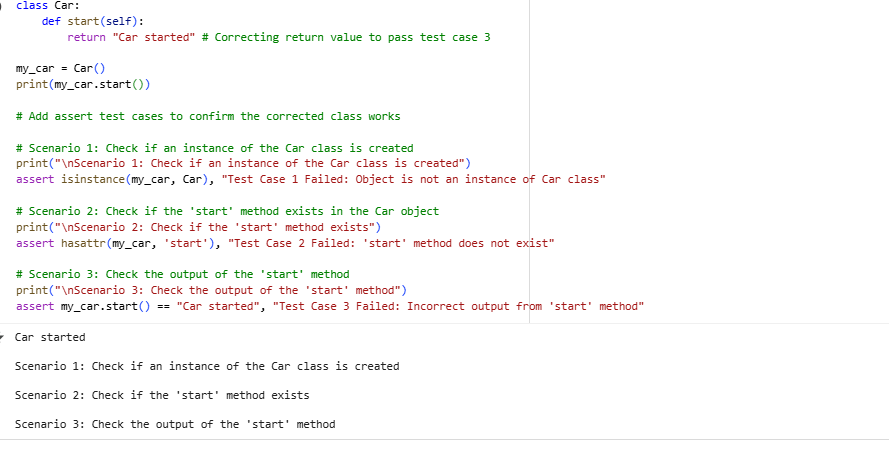 class Car:
    def start(self):
        return "Car started" # Correcting return value to pass test case 3

my_car = Car()
print(my_car.start())

# Add assert test cases to confirm the corrected class works

# Scenario 1: Check if an instance of the Car class is created
print("\nScenario 1: Check if an instance of the Car class is created")
assert isinstance(my_car, Car), "Test Case 1 Failed: Object is not an instance of Car class"

# Scenario 2: Check if the 'start' method exists in the Car object
print("\nScenario 2: Check if the 'start' method exists")
assert hasattr(my_car, 'start'), "Test Case 2 Failed: 'start' method does not exist"

# Scenario 3: Check the output of the 'start' method
print("\nScenario 3: Check the output of the 'start' method")
assert my_car.start() == "Car started", "Test Case 3 Failed: Incorrect output from 'start' method"

Car started

Scenario 1: Check if an instance of the Car class is created

Scenario 2: Check if the 'start' method exists

Scenario 3: Check the output of the 'start' method